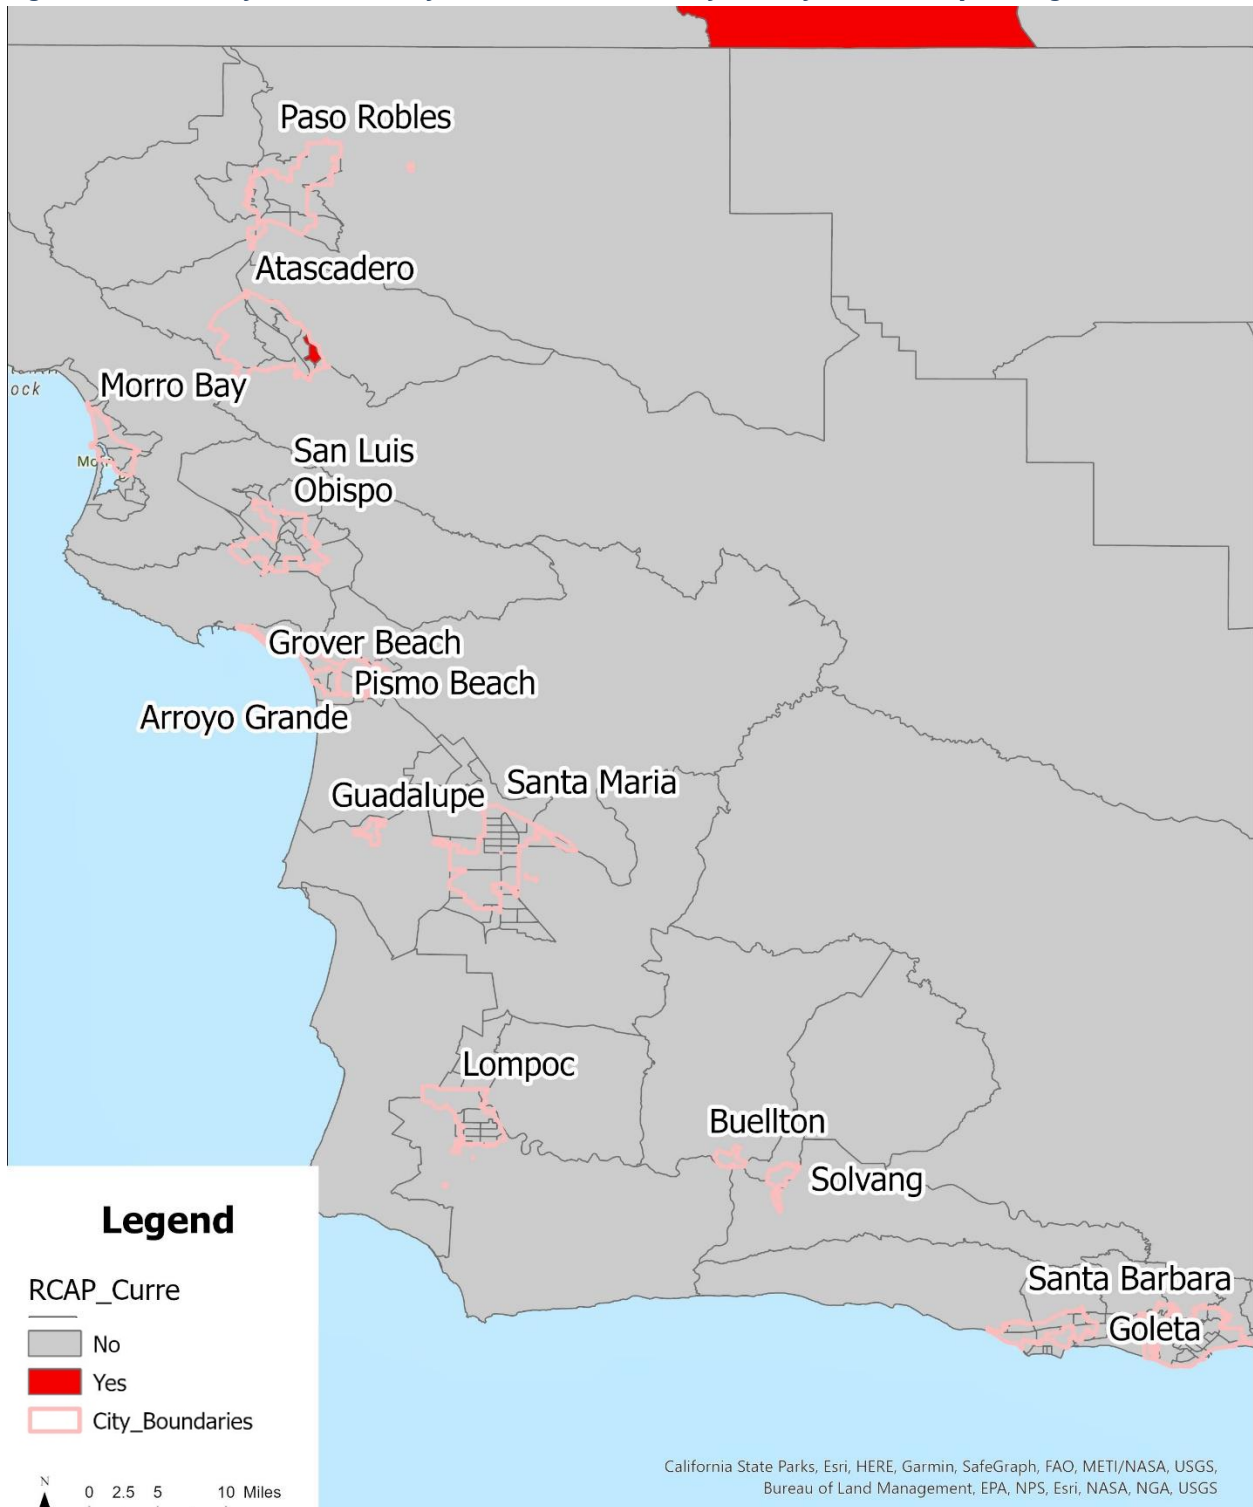 Paso Robles
Atascadero
ock
Morro Bay
San Luis
Obispo
Mo
Grover Beach
Pismo Beach
Arroyo Grande
Santa Maria
Guadalupe
Lompoc
Buellton
Solvang
Santa Barbara
Goleta
Legend
RCAP_Curre
No
Yes
City_Boundaries
N
0 2.5 5 10 Miles
California State Parks, Esri, HERE, Garmin, SafeGraph, FAO, METI/NASA, USGS,
Bureau of Land Management, EPA, NPS, Esri, NASA, NGA, USGS